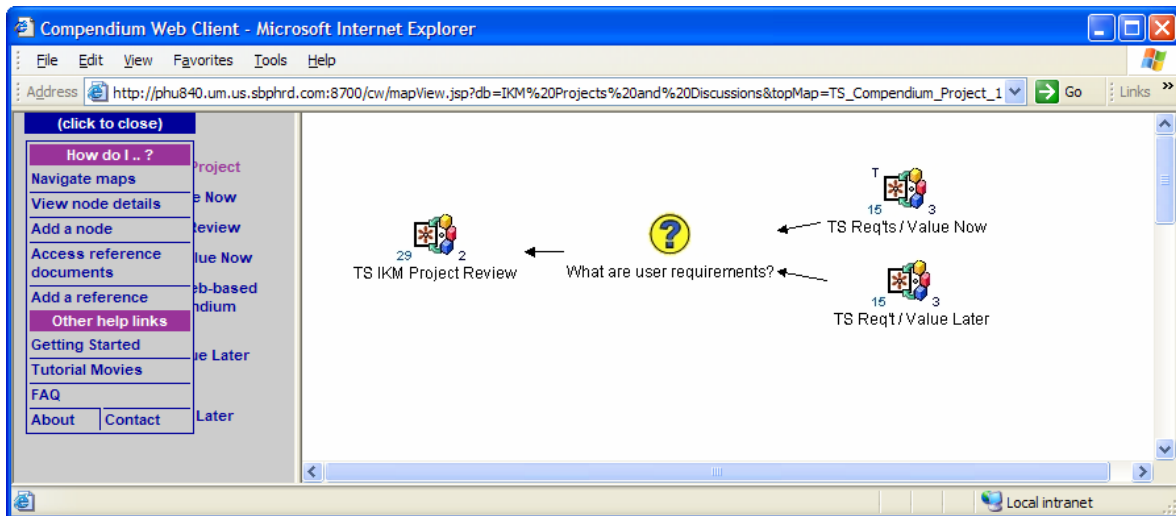 Compendium Web Client - Microsoft Internet Explorer
File Edit View Favorites Tools Help
Address http://phu840.um.us.sbphrd.com:8700/cw/mapView.jsp?db=IKM%20Projects%20and%20Discussions&topMap=TS_Compendium_Project_1 Go Links »
(click to close)
How do I .. ?
Navigate maps
View node details
Add a node
Access reference
documents
Add a reference
Other help links
Getting Started
Tutorial Movies
FAQ
About Contact
Project
e Now
Review
lue Now
eb-based
ndium
ue Later
Later
29 2
TS IKM Project Review
?
What are user requirements?
T
15 3
TS Req'ts / Value Now
15 3
TS Req't / Value Later
Local intranet